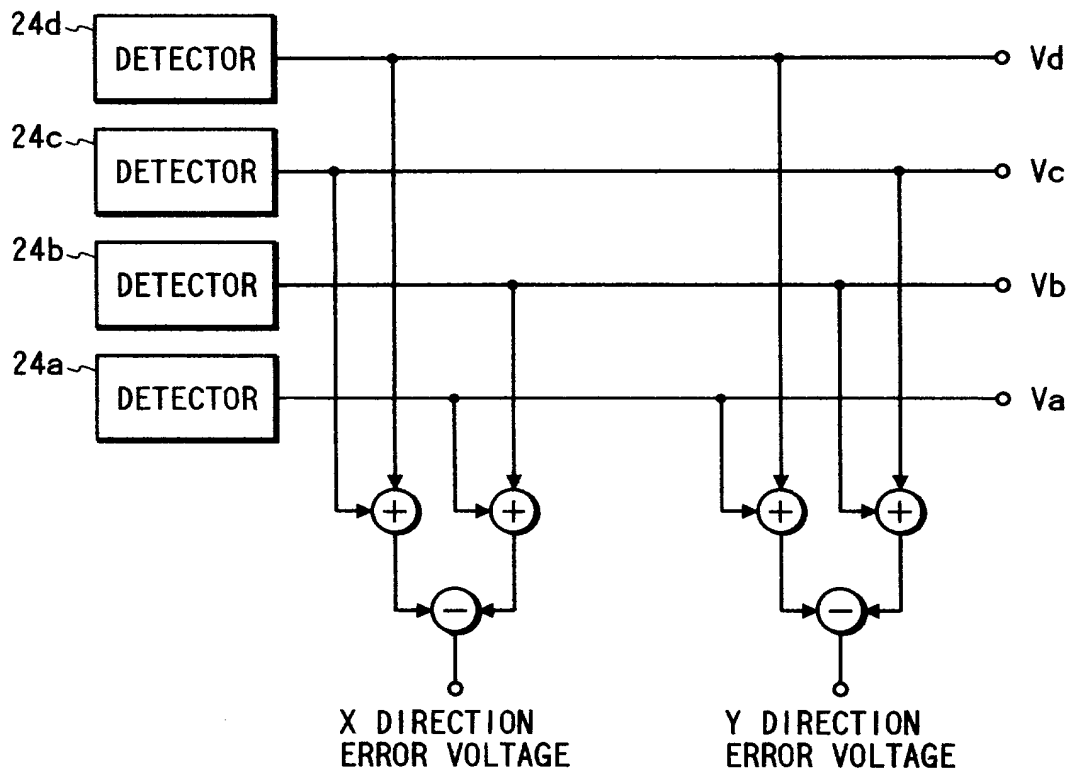 24d
DETECTOR
Vd
24c
DETECTOR
Vc
24b
DETECTOR
Vb
24a
DETECTOR
Va
+
+
+
+
−
−
X DIRECTION
ERROR VOLTAGE
Y DIRECTION
ERROR VOLTAGE